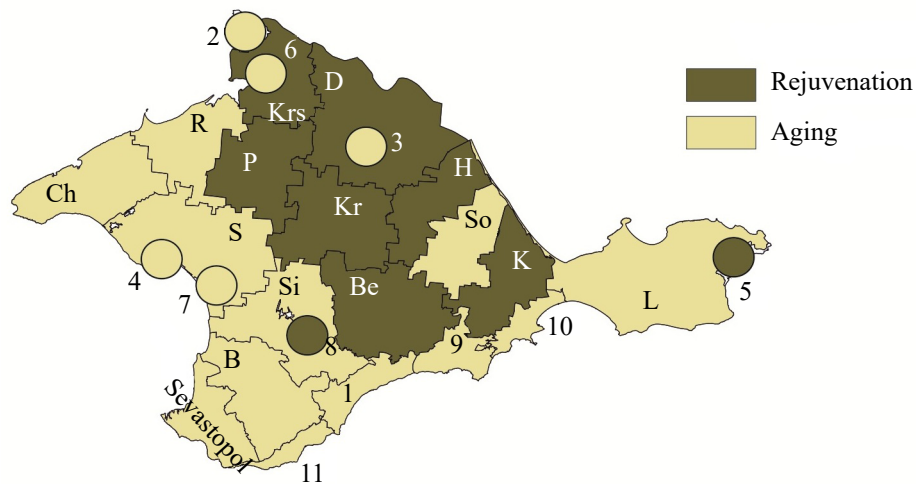 2
6
D
Rejuvenation
Krs
R
Aging
3
P
H
Ch
Kr
So
S
K
4
Si
Be
5
7
L
10
8
9
B
1
Sevastopol
11